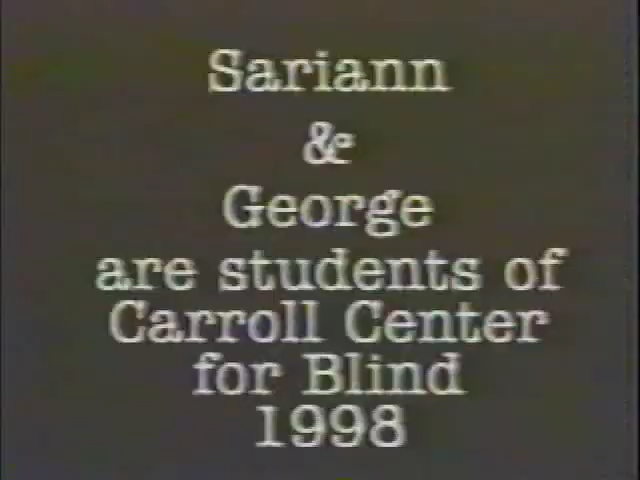 Sariann
&
George
are students of
Carroll Center
for Blind
1998